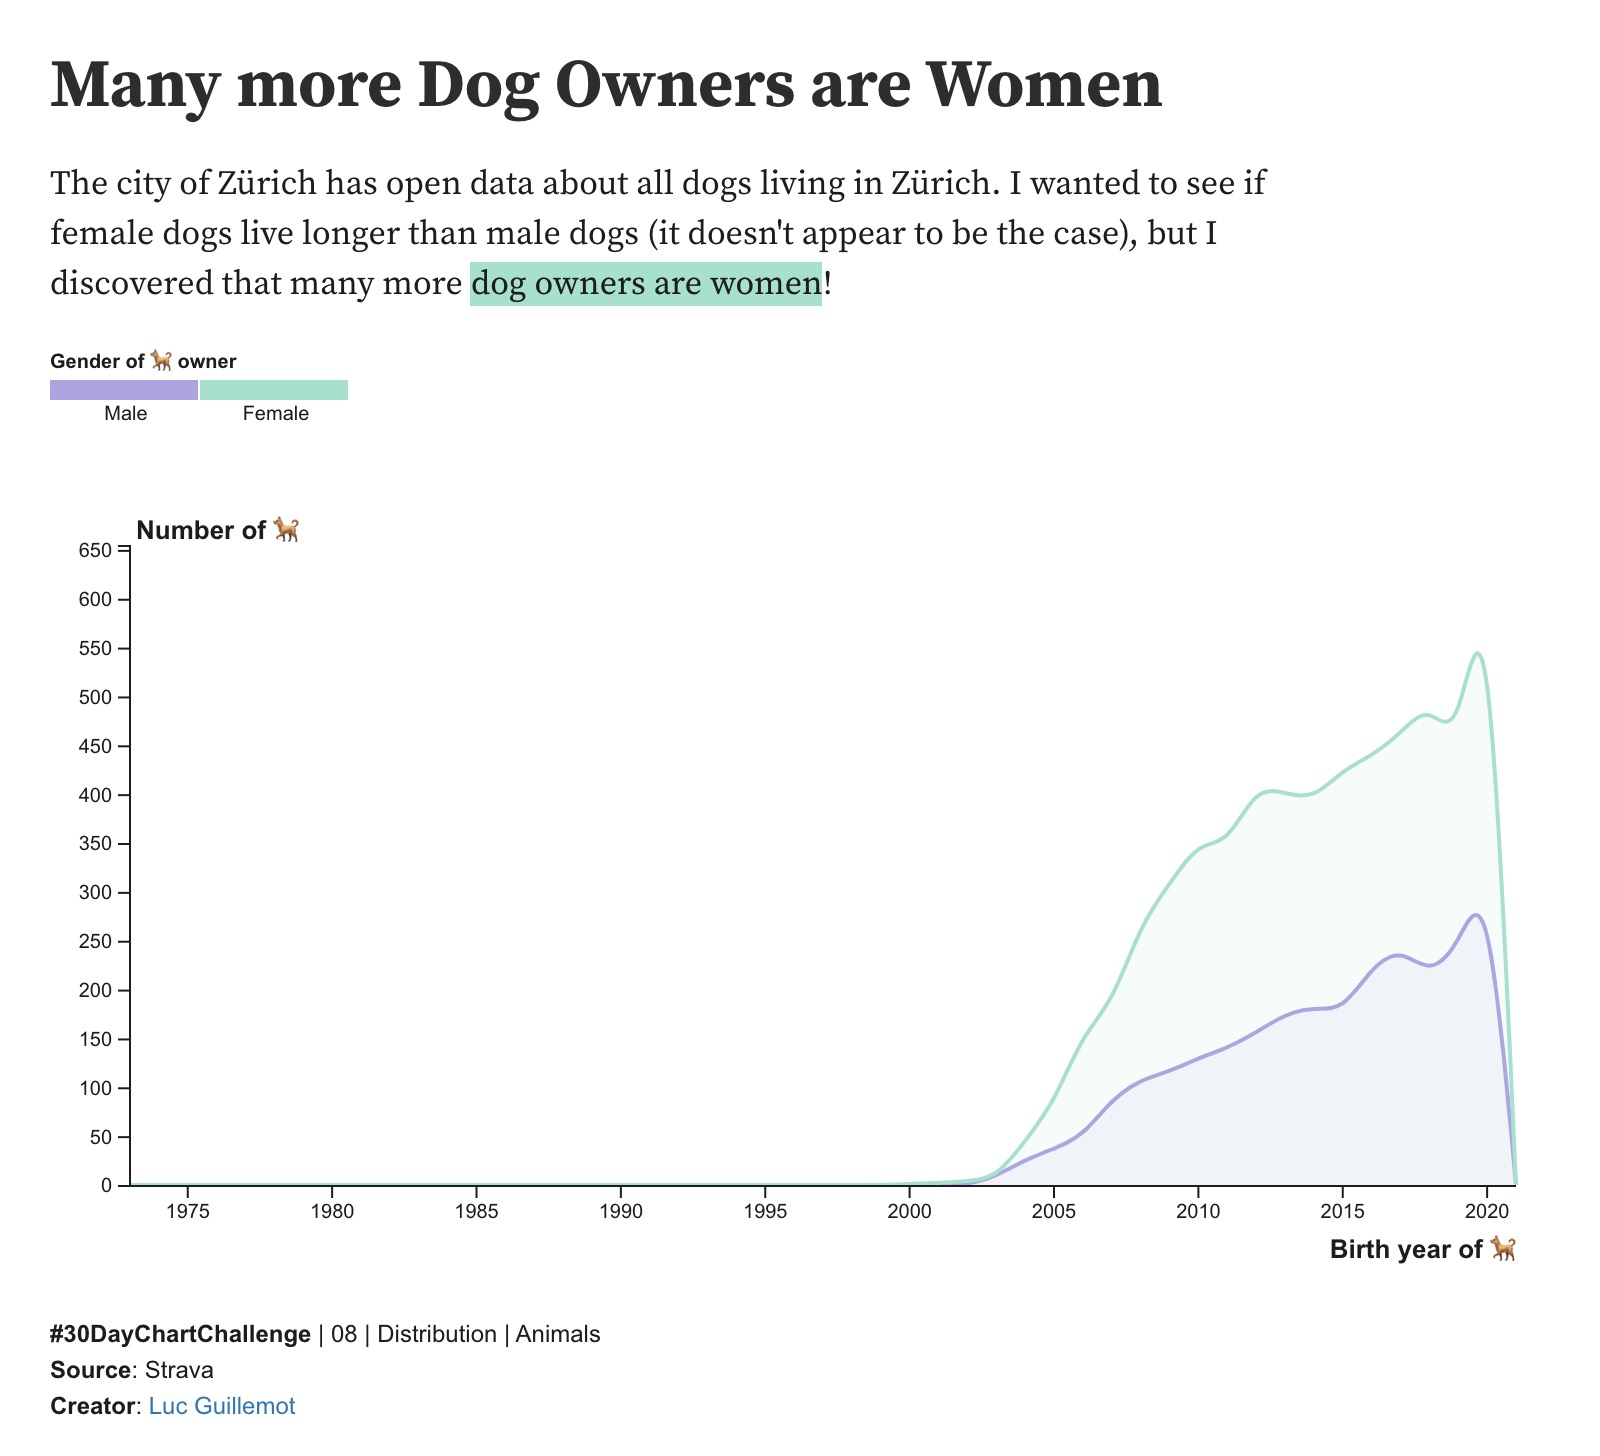 Many more Dog Owners are Women
The city of Zürich has open data about all dogs living in Zürich. I wanted to see if
female dogs live longer than male dogs (it doesn't appear to be the case), but I
discovered that many more dog owners are women!
Gender of 🐕 owner
Male Female
Number of 🐕
650
600
550
500
450
400
350
300
250
200
150
100
50
0
1975 1980 1985 1990 1995 2000 2005 2010 2015 2020
Birth year of 🐕
#30DayChartChallenge | 08 | Distribution | Animals
Source: Strava
Creator: Luc Guillemot